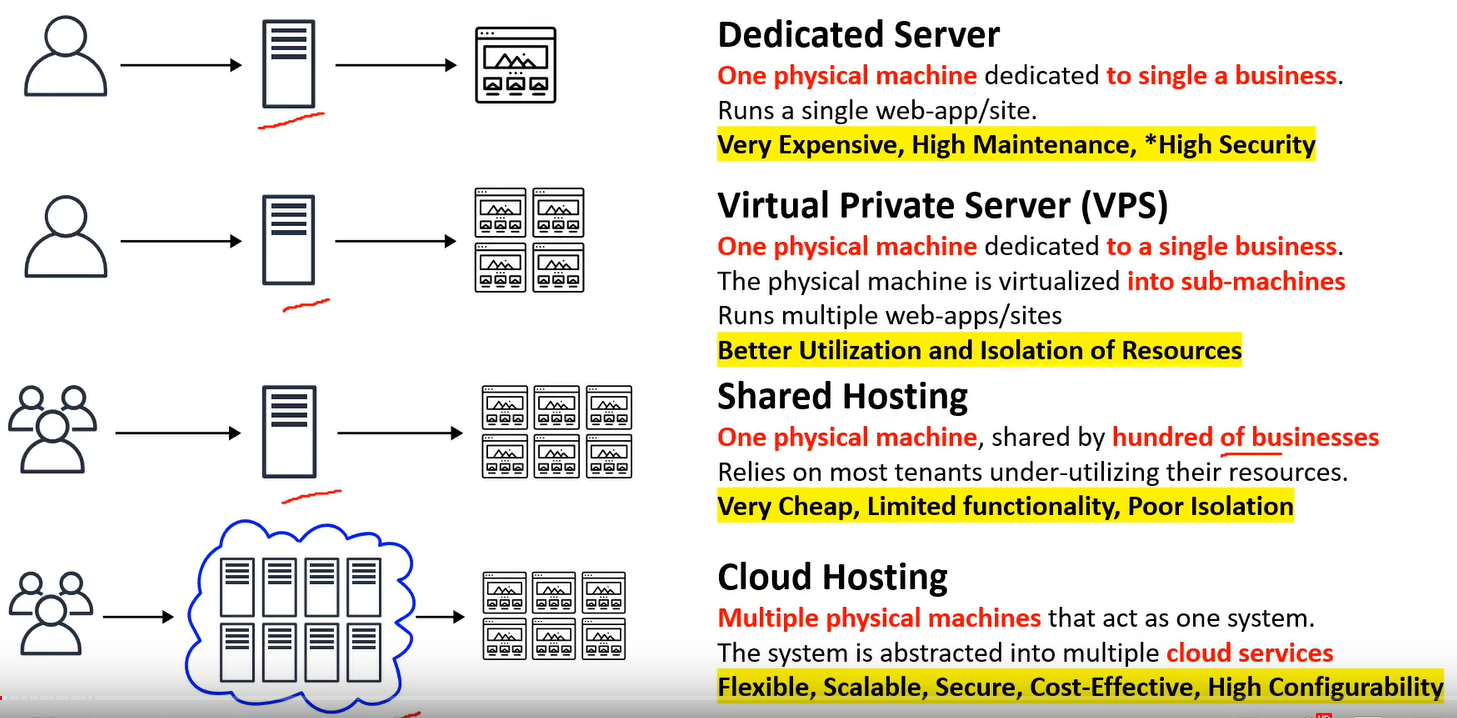 Dedicated Server
One physical machine dedicated to single a business.
Runs a single web-app/site.
Very Expensive, High Maintenance, *High Security
Virtual Private Server (VPS)
One physical machine dedicated to a single business.
The physical machine is virtualized into sub-machines
Runs multiple web-apps/sites
Better Utilization and Isolation of Resources
Shared Hosting
One physical machine, shared by hundred of businesses
Relies on most tenants under-utilizing their resources.
Very Cheap, Limited functionality, Poor Isolation
Cloud Hosting
Multiple physical machines that act as one system.
The system is abstracted into multiple cloud services
Flexible, Scalable, Secure, Cost-Effective, High Configurability